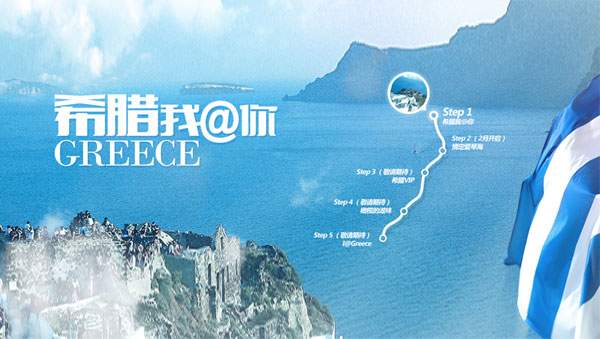 希腊我@你
GREECE
Step 1
希腊我@你
Step 2（2月开启）
情定爱琴海
Step 3（敬请期待）
希腊VIP
Step 4（敬请期待）
橄榄的滋味
Step 5（敬请期待）
I@Greece